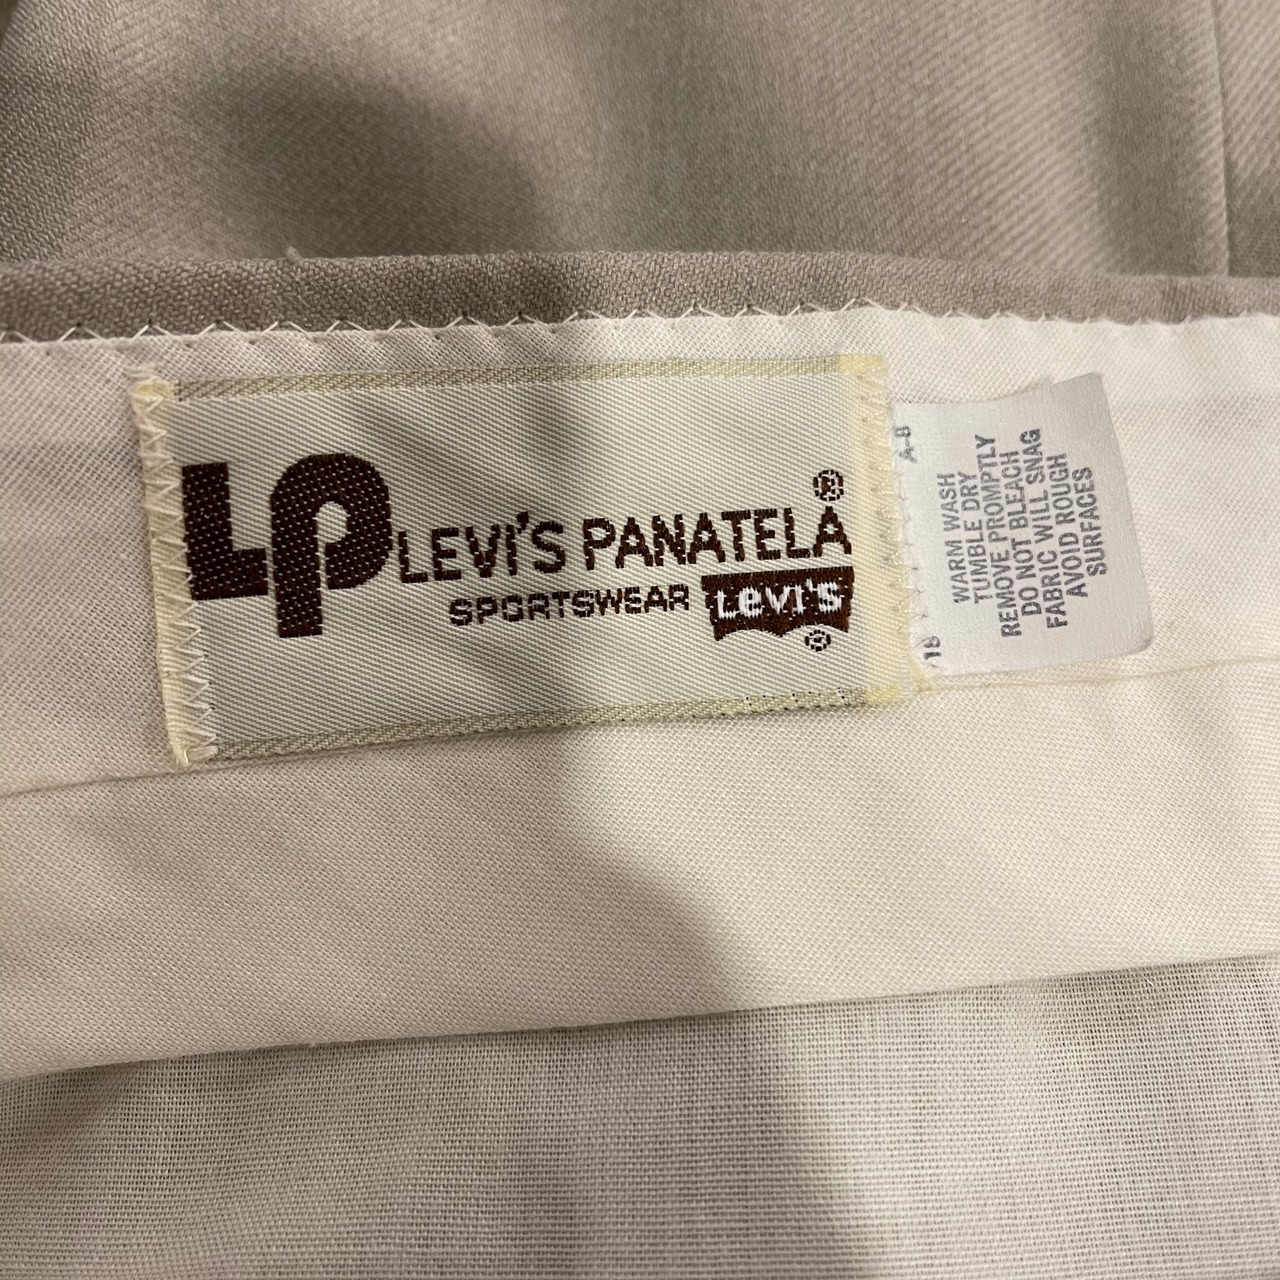 LP LEVI'S PANATELA ®
SPORTSWEAR Levi's ®
A-8
18
WARM WASH
TUMBLE DRY
REMOVE PROMPTLY
DO NOT BLEACH
FABRIC WILL SNAG
AVOID ROUGH
SURFACES